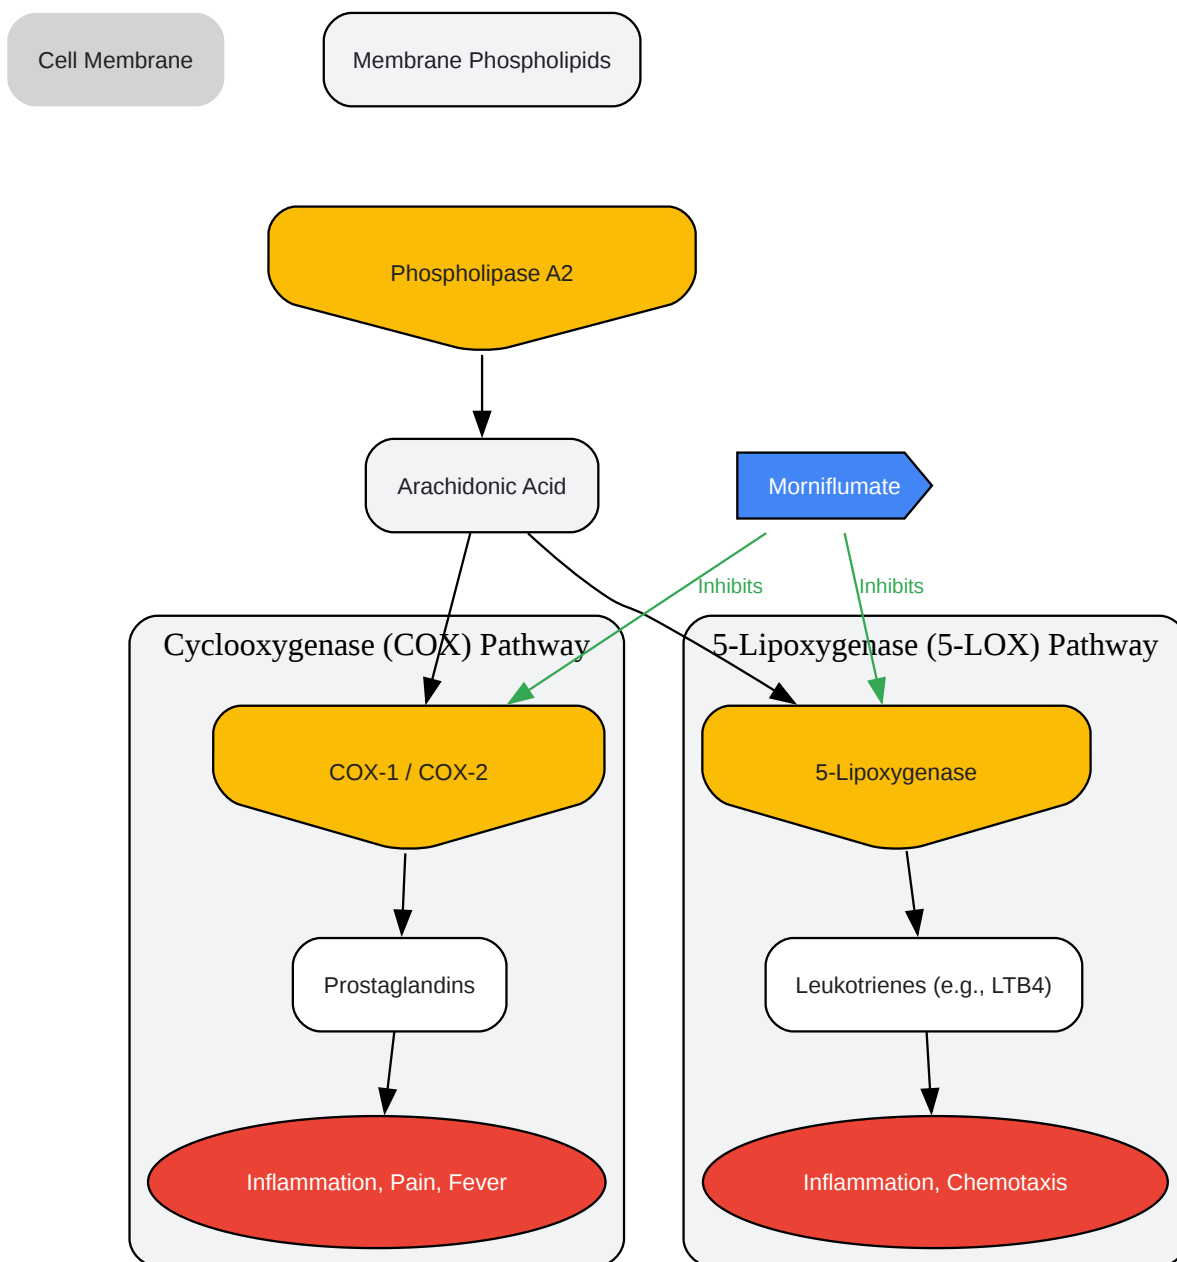 Cell Membrane
Membrane Phospholipids
Phospholipase A2
Arachidonic Acid
Morniflumate
Inhibits
Inhibits
Cyclooxygenase (COX) Pathway
5-Lipoxygenase (5-LOX) Pathway
COX-1 / COX-2
5-Lipoxygenase
Prostaglandins
Leukotrienes (e.g., LTB4)
Inflammation, Pain, Fever
Inflammation, Chemotaxis